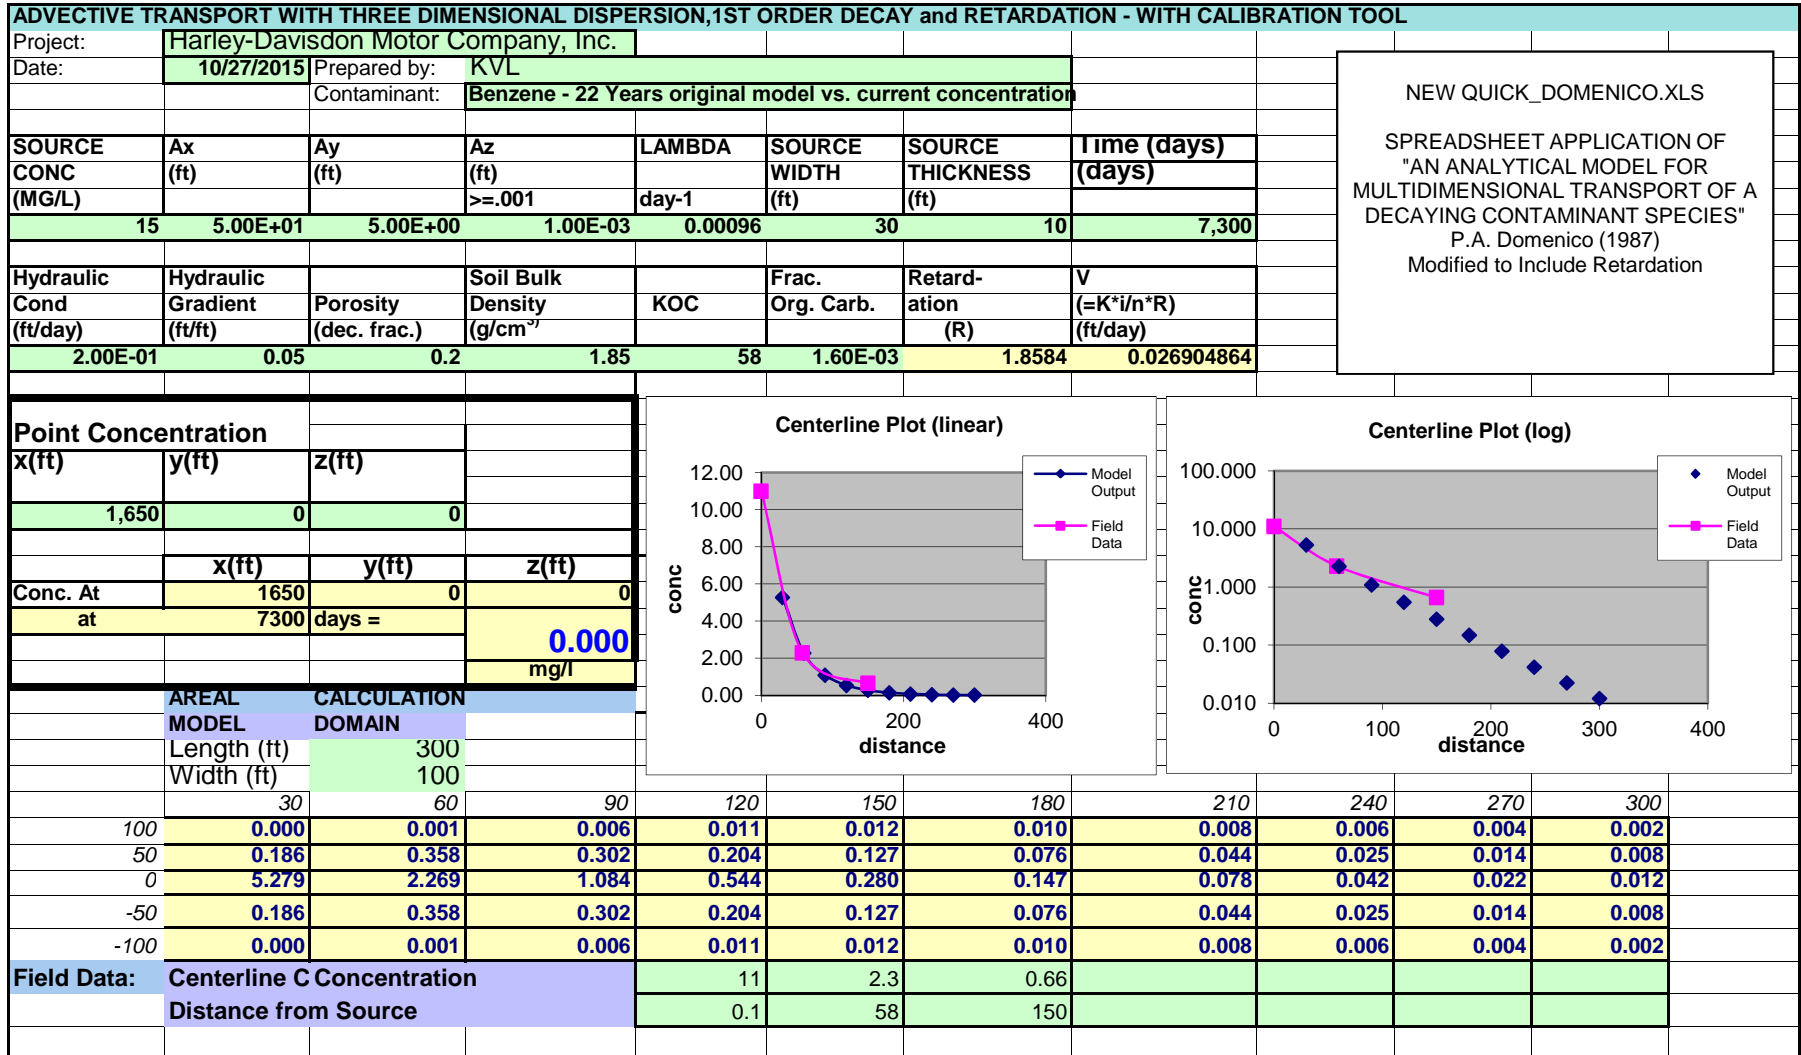 ADVECTIVE TRANSPORT WITH THREE DIMENSIONAL DISPERSION,1ST ORDER DECAY and RETARDATION - WITH CALIBRATION TOOL
Project: Harley-Davisdon Motor Company, Inc.
Date: 10/27/2015 Prepared by: KVL
Contaminant: Benzene - 22 Years original model vs. current concentration
NEW QUICK_DOMENICO.XLS
SPREADSHEET APPLICATION OF
"AN ANALYTICAL MODEL FOR
MULTIDIMENSIONAL TRANSPORT OF A
DECAYING CONTAMINANT SPECIES"
P.A. Domenico (1987)
Modified to Include Retardation
SOURCE Ax Ay Az LAMBDA SOURCE SOURCE Time (days)
CONC (ft) (ft) (ft) WIDTH THICKNESS (days)
(MG/L) >=.001 day-1 (ft) (ft)
15 5.00E+01 5.00E+00 1.00E-03 0.00096 30 10 7,300
Hydraulic Hydraulic Soil Bulk Frac. Retard- V
Cond Gradient Porosity Density KOC Org. Carb. ation (=K*i/n*R)
(ft/day) (ft/ft) (dec. frac.) (g/cm³) (R) (ft/day)
2.00E-01 0.05 0.2 1.85 58 1.60E-03 1.8584 0.026904864
Point Concentration
x(ft) y(ft) z(ft)
1,650 0 0
x(ft) y(ft) z(ft)
Conc. At 1650 0 0
at 7300 days =
0.000
mg/l
AREAL CALCULATION
MODEL DOMAIN
Length (ft) 300
Width (ft) 100
Centerline Plot (linear)
12.00
10.00
8.00
6.00
4.00
2.00
0.00
conc
0 200 400
distance
Model
Output
Field
Data
Centerline Plot (log)
100.000
10.000
1.000
0.100
0.010
conc
0 100 200 300 400
distance
Model
Output
Field
Data
30 60 90 120 150 180 210 240 270 300
100 0.000 0.001 0.006 0.011 0.012 0.010 0.008 0.006 0.004 0.002
50 0.186 0.358 0.302 0.204 0.127 0.076 0.044 0.025 0.014 0.008
0 5.279 2.269 1.084 0.544 0.280 0.147 0.078 0.042 0.022 0.012
-50 0.186 0.358 0.302 0.204 0.127 0.076 0.044 0.025 0.014 0.008
-100 0.000 0.001 0.006 0.011 0.012 0.010 0.008 0.006 0.004 0.002
Field Data: Centerline C Concentration 11 2.3 0.66
Distance from Source 0.1 58 150